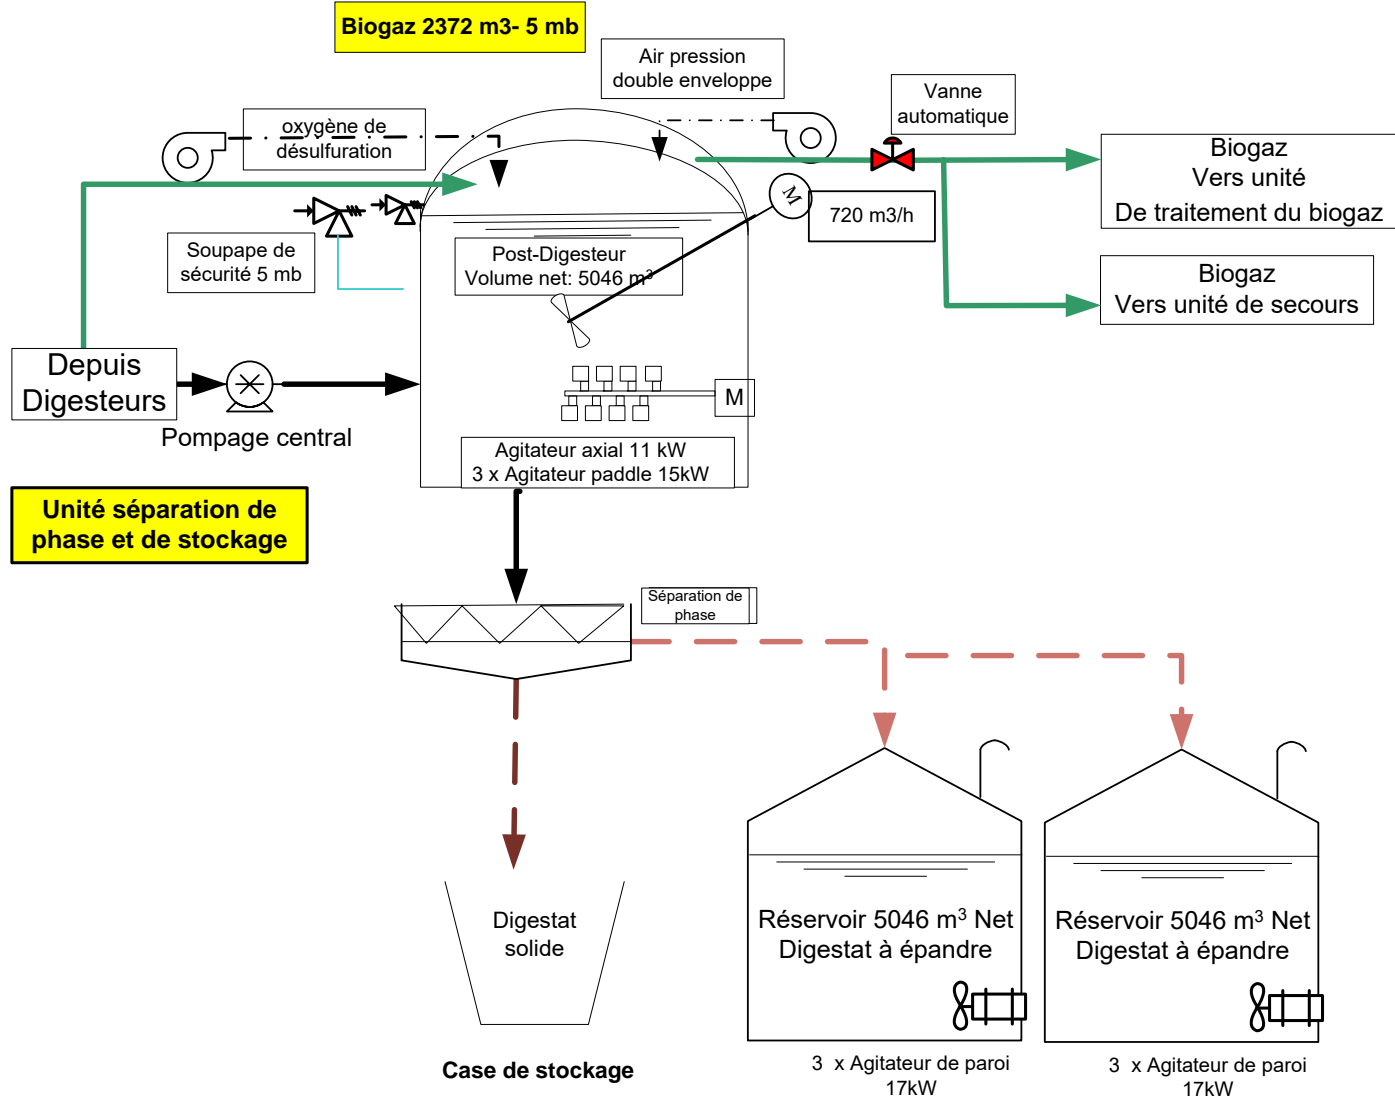 Biogaz 2372 m3- 5 mb
Air pression
double enveloppe
Vanne
automatique
oxygène de
désulfuration
Biogaz
Vers unité
De traitement du biogaz
M
720 m3/h
Soupape de
sécurité 5 mb
Post-Digesteur
Volume net: 5046 m³
Biogaz
Vers unité de secours
Depuis
Digesteurs
M
Pompage central
Agitateur axial 11 kW
3 x Agitateur paddle 15kW
Unité séparation de
phase et de stockage
Séparation de
phase
Digestat
solide
Réservoir 5046 m³ Net
Digestat à épandre
Réservoir 5046 m³ Net
Digestat à épandre
Case de stockage
3 x Agitateur de paroi
17kW
3 x Agitateur de paroi
17kW